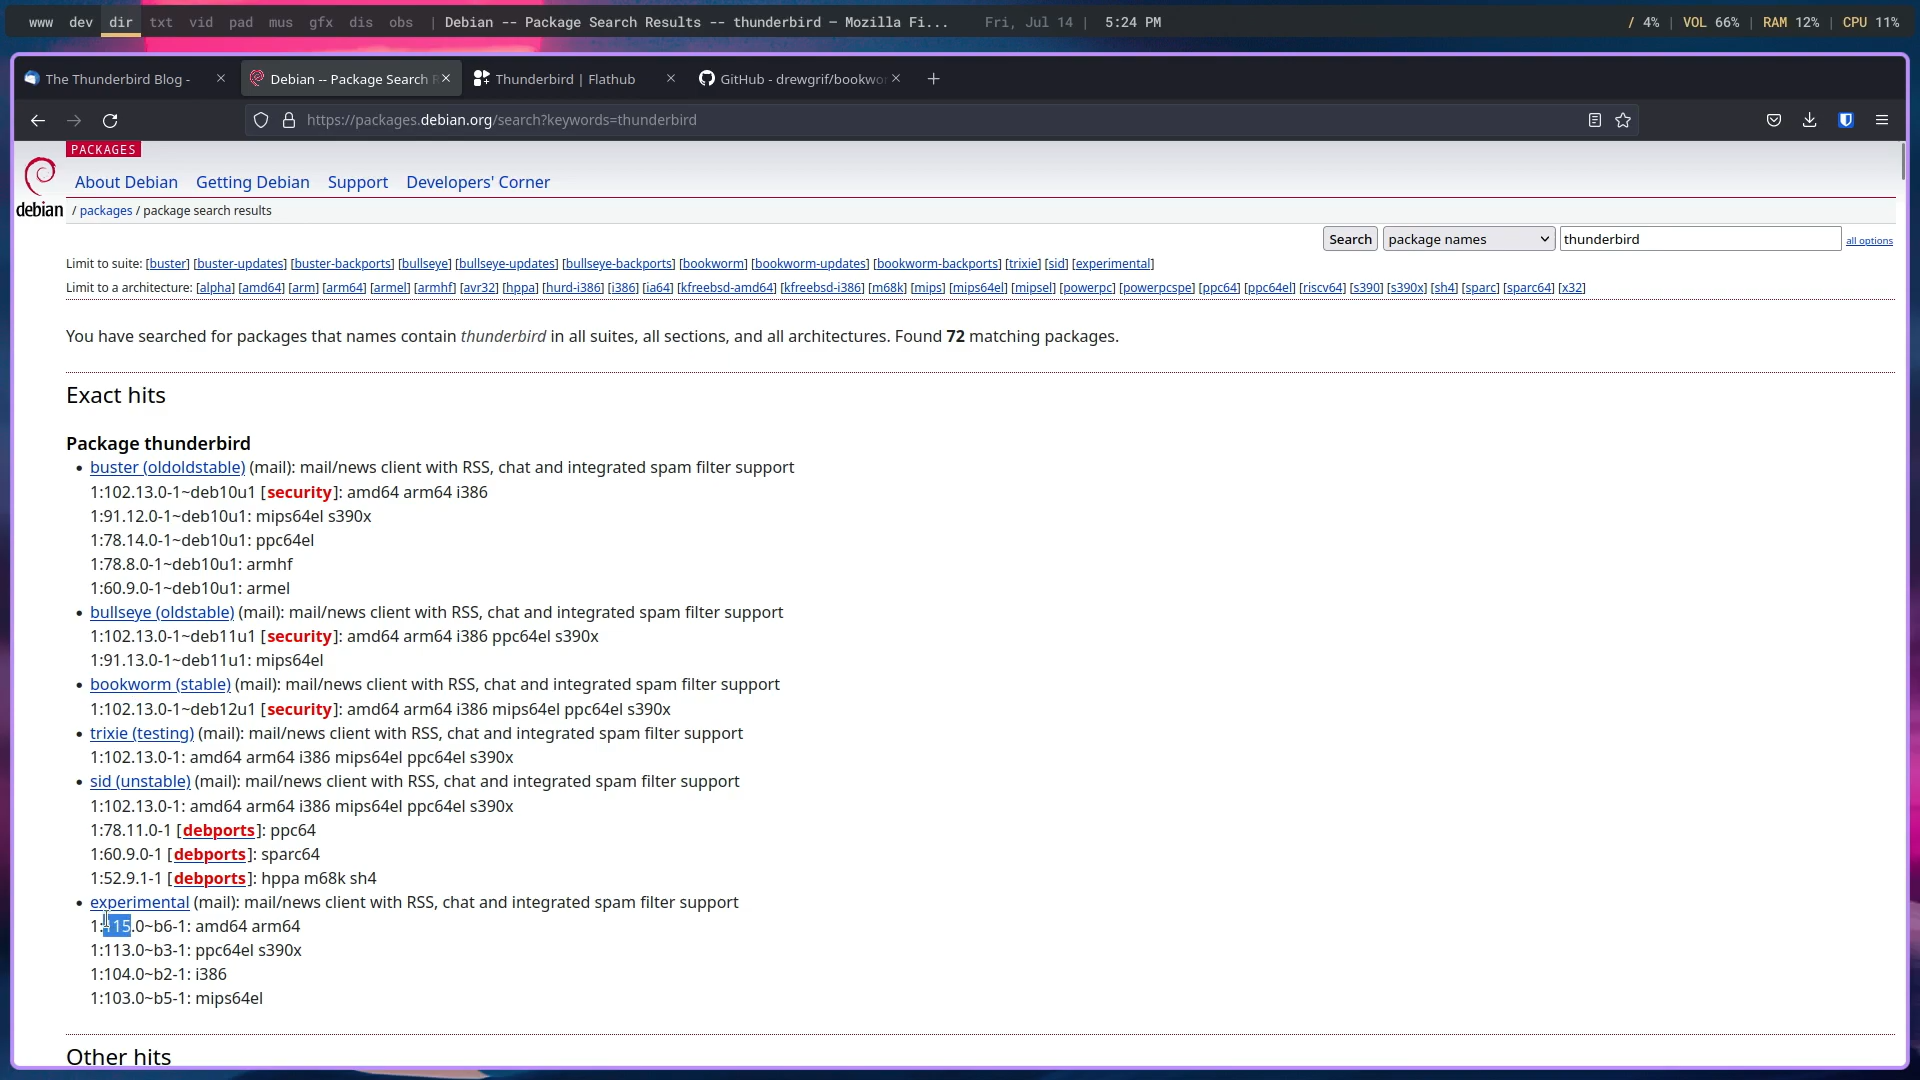 www dev dir txt vid pad mus gfx dis obs | Debian -- Package Search Results -- thunderbird — Mozilla Fi... Fri, Jul 14 | 5:24 PM / 4% | VOL 66% | RAM 12% | CPU 11%
The Thunderbird Blog - Debian -- Package Search R Thunderbird | Flathub GitHub - drewgrif/bookwor
https://packages.debian.org/search?keywords=thunderbird
PACKAGES
About Debian Getting Debian Support Developers' Corner
debian / packages / package search results
Search package names thunderbird all options
Limit to suite: [buster] [buster-updates] [buster-backports] [bullseye] [bullseye-updates] [bullseye-backports] [bookworm] [bookworm-updates] [bookworm-backports] [trixie] [sid] [experimental]
Limit to a architecture: [alpha] [amd64] [arm] [arm64] [armel] [armhf] [avr32] [hppa] [hurd-i386] [i386] [ia64] [kfreebsd-amd64] [kfreebsd-i386] [m68k] [mips] [mips64el] [mipsel] [powerpc] [powerpcspe] [ppc64] [ppc64el] [riscv64] [s390] [s390x] [sh4] [sparc] [sparc64] [x32]
You have searched for packages that names contain thunderbird in all suites, all sections, and all architectures. Found 72 matching packages.
Exact hits
Package thunderbird
• buster (oldoldstable) (mail): mail/news client with RSS, chat and integrated spam filter support
1:102.13.0-1~deb10u1 [security]: amd64 arm64 i386
1:91.12.0-1~deb10u1: mips64el s390x
1:78.14.0-1~deb10u1: ppc64el
1:78.8.0-1~deb10u1: armhf
1:60.9.0-1~deb10u1: armel
• bullseye (oldstable) (mail): mail/news client with RSS, chat and integrated spam filter support
1:102.13.0-1~deb11u1 [security]: amd64 arm64 i386 ppc64el s390x
1:91.13.0-1~deb11u1: mips64el
• bookworm (stable) (mail): mail/news client with RSS, chat and integrated spam filter support
1:102.13.0-1~deb12u1 [security]: amd64 arm64 i386 mips64el ppc64el s390x
• trixie (testing) (mail): mail/news client with RSS, chat and integrated spam filter support
1:102.13.0-1: amd64 arm64 i386 mips64el ppc64el s390x
• sid (unstable) (mail): mail/news client with RSS, chat and integrated spam filter support
1:102.13.0-1: amd64 arm64 i386 mips64el ppc64el s390x
1:78.11.0-1 [debports]: ppc64
1:60.9.0-1 [debports]: sparc64
1:52.9.1-1 [debports]: hppa m68k sh4
• experimental (mail): mail/news client with RSS, chat and integrated spam filter support
1:115.0~b6-1: amd64 arm64
1:113.0~b3-1: ppc64el s390x
1:104.0~b2-1: i386
1:103.0~b5-1: mips64el
Other hits